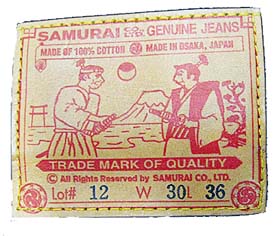 SAMURAI GENUINE JEANS
MADE OF 100% COTTON MADE IN OSAKA, JAPAN
TRADE MARK OF QUALITY
© All Rights Reserved by SAMURAI CO., LTD.
Lot# 12 W 30 L 36